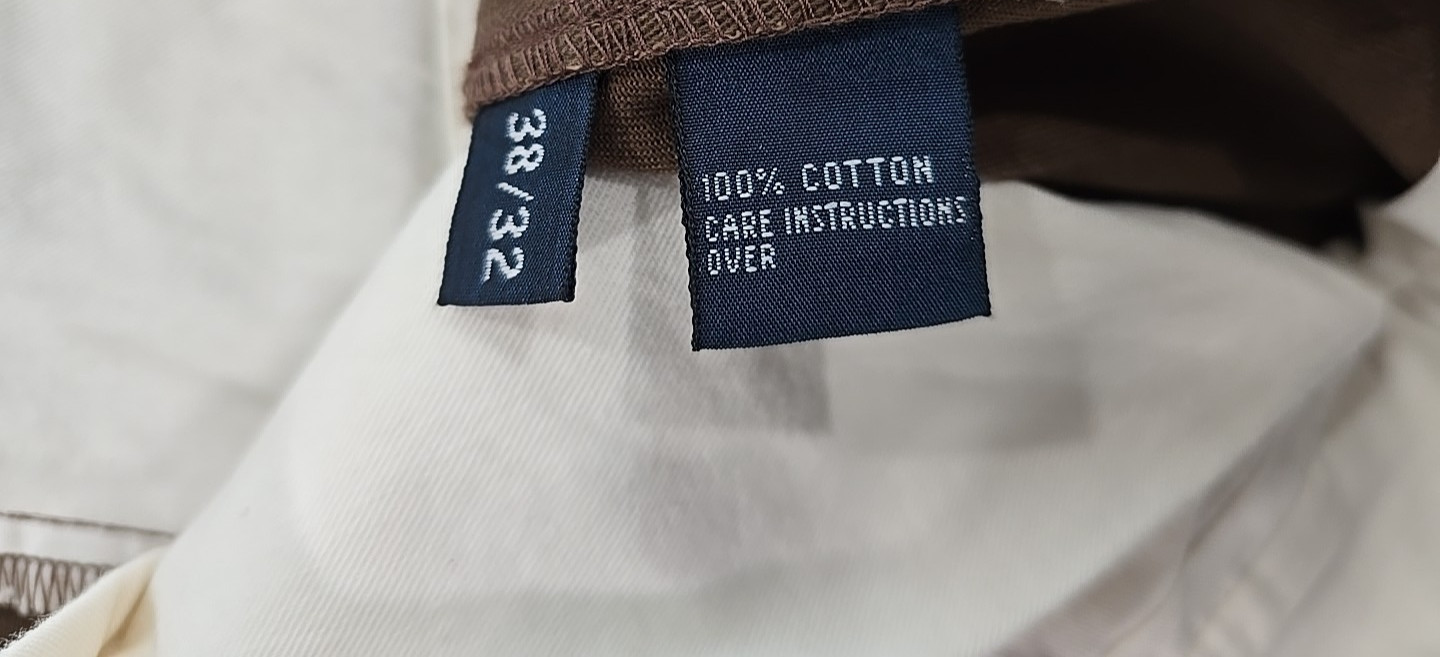 38/32
100% COTTON
CARE INSTRUCTIONS
OVER